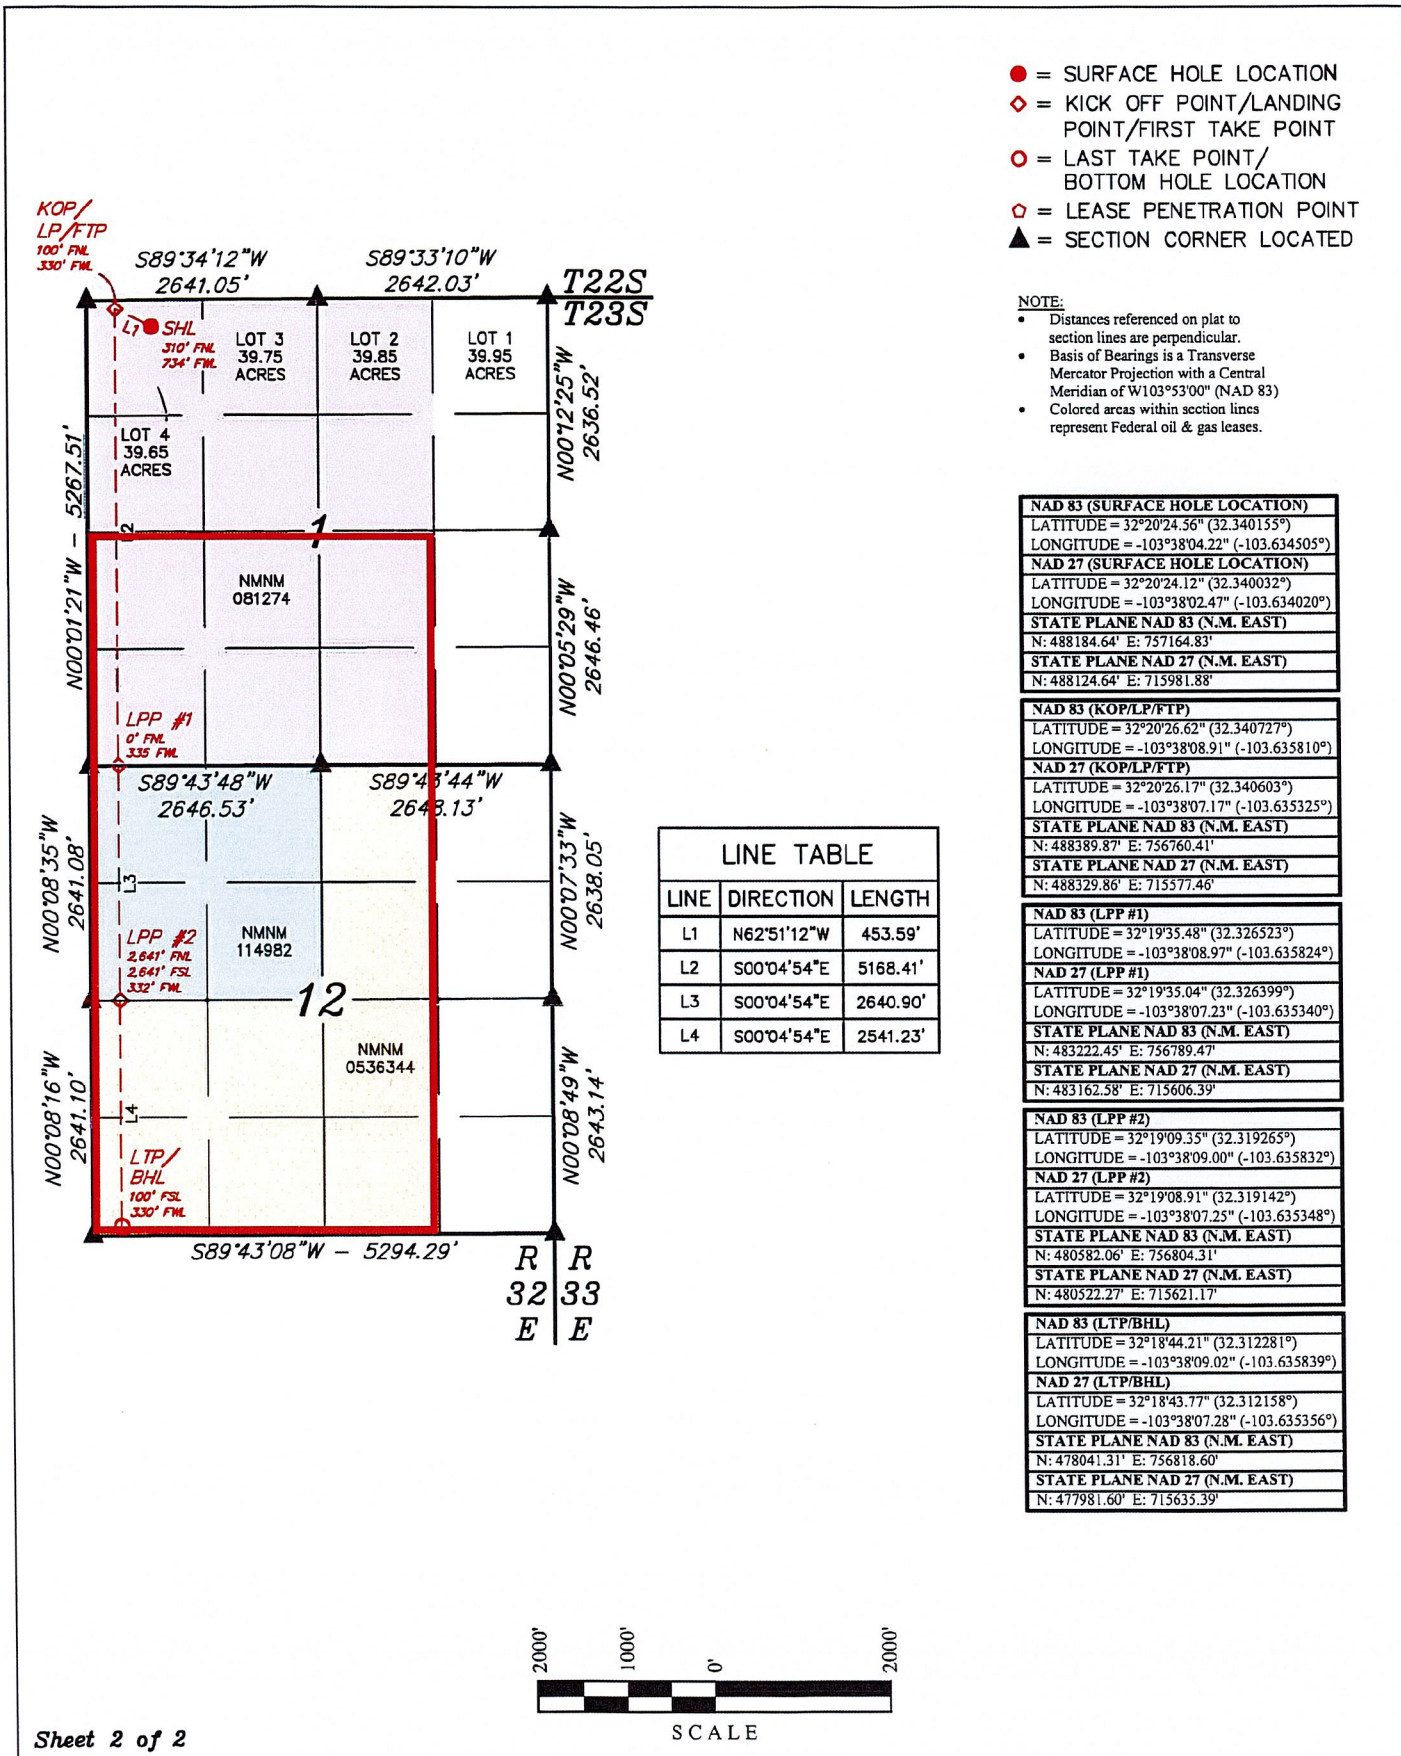 = SURFACE HOLE LOCATION
= KICK OFF POINT/LANDING
POINT/FIRST TAKE POINT
= LAST TAKE POINT/
BOTTOM HOLE LOCATION
= LEASE PENETRATION POINT
= SECTION CORNER LOCATED
NOTE:
• Distances referenced on plat to
section lines are perpendicular.
• Basis of Bearings is a Transverse
Mercator Projection with a Central
Meridian of W103°53'00" (NAD 83)
• Colored areas within section lines
represent Federal oil & gas leases.
KOP/
LP/FTP
100' FNL
330' FWL
S89°34'12"W
2641.05'
S89°33'10"W
2642.03'
T22S
T23S
L1
SHL
310' FNL
734' FWL
LOT 3
39.75
ACRES
LOT 2
39.85
ACRES
LOT 1
39.95
ACRES
LOT 4
39.65
ACRES
N00°12'25"W
2636.52'
N00°01'21"W – 5267.51'
L2
1
NMNM
081274
N00°05'29"W
2646.46'
LPP #1
0' FNL
335 FWL
S89°43'48"W
2646.53'
S89°43'44"W
2648.13'
N00°08'35"W
2641.08'
L3
N00°07'33"W
2638.05'
LPP #2
2,641' FNL
2,641' FSL
332' FWL
NMNM
114982
12
NMNM
0536344
N00°08'16"W
2641.10'
L4
N00°08'49"W
2643.14'
LTP/
BHL
100' FSL
330' FWL
S89°43'08"W – 5294.29'
R R
32 33
E E
LINE TABLE
LINE DIRECTION LENGTH
L1 N62°51'12"W 453.59'
L2 S00°04'54"E 5168.41'
L3 S00°04'54"E 2640.90'
L4 S00°04'54"E 2541.23'
NAD 83 (SURFACE HOLE LOCATION)
LATITUDE = 32°20'24.56" (32.340155°)
LONGITUDE = -103°38'04.22" (-103.634505°)
NAD 27 (SURFACE HOLE LOCATION)
LATITUDE = 32°20'24.12" (32.340032°)
LONGITUDE = -103°38'02.47" (-103.634020°)
STATE PLANE NAD 83 (N.M. EAST)
N: 488184.64' E: 757164.83'
STATE PLANE NAD 27 (N.M. EAST)
N: 488124.64' E: 715981.88'
NAD 83 (KOP/LP/FTP)
LATITUDE = 32°20'26.62" (32.340727°)
LONGITUDE = -103°38'08.91" (-103.635810°)
NAD 27 (KOP/LP/FTP)
LATITUDE = 32°20'26.17" (32.340603°)
LONGITUDE = -103°38'07.17" (-103.635325°)
STATE PLANE NAD 83 (N.M. EAST)
N: 488389.87' E: 756760.41'
STATE PLANE NAD 27 (N.M. EAST)
N: 488329.86' E: 715577.46'
NAD 83 (LPP #1)
LATITUDE = 32°19'35.48" (32.326523°)
LONGITUDE = -103°38'08.97" (-103.635824°)
NAD 27 (LPP #1)
LATITUDE = 32°19'35.04" (32.326399°)
LONGITUDE = -103°38'07.23" (-103.635340°)
STATE PLANE NAD 83 (N.M. EAST)
N: 483222.45' E: 756789.47'
STATE PLANE NAD 27 (N.M. EAST)
N: 483162.58' E: 715606.39'
NAD 83 (LPP #2)
LATITUDE = 32°19'09.35" (32.319265°)
LONGITUDE = -103°38'09.00" (-103.635832°)
NAD 27 (LPP #2)
LATITUDE = 32°19'08.91" (32.319142°)
LONGITUDE = -103°38'07.25" (-103.635348°)
STATE PLANE NAD 83 (N.M. EAST)
N: 480582.06' E: 756804.31'
STATE PLANE NAD 27 (N.M. EAST)
N: 480522.27' E: 715621.17'
NAD 83 (LTP/BHL)
LATITUDE = 32°18'44.21" (32.312281°)
LONGITUDE = -103°38'09.02" (-103.635839°)
NAD 27 (LTP/BHL)
LATITUDE = 32°18'43.77" (32.312158°)
LONGITUDE = -103°38'07.28" (-103.635356°)
STATE PLANE NAD 83 (N.M. EAST)
N: 478041.31' E: 756818.60'
STATE PLANE NAD 27 (N.M. EAST)
N: 477981.60' E: 715635.39'
2000' 1000' 0' 2000'
SCALE
Sheet 2 of 2